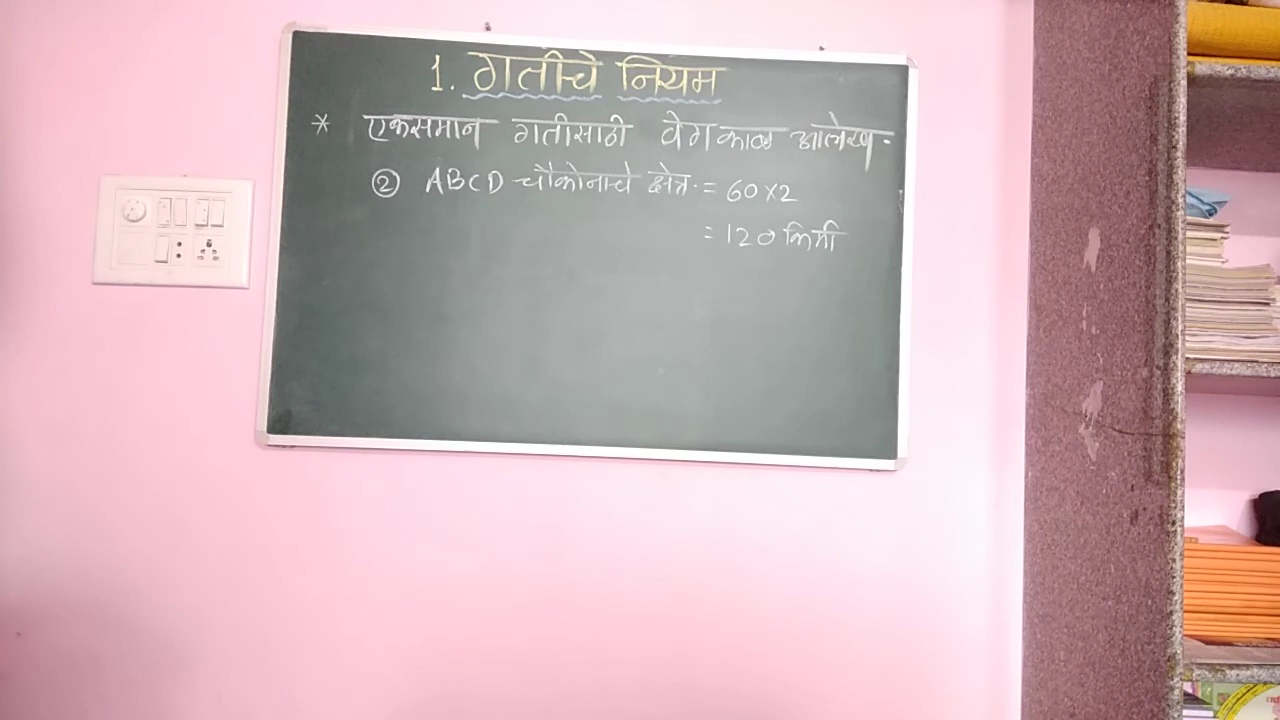 1. गतीचे नियम
* एकसमान गतीसाठी वेगकाळ आलेख.
② ABCD चौकोनाचे क्षेत्र. = 60 × 2
= 120 किमी